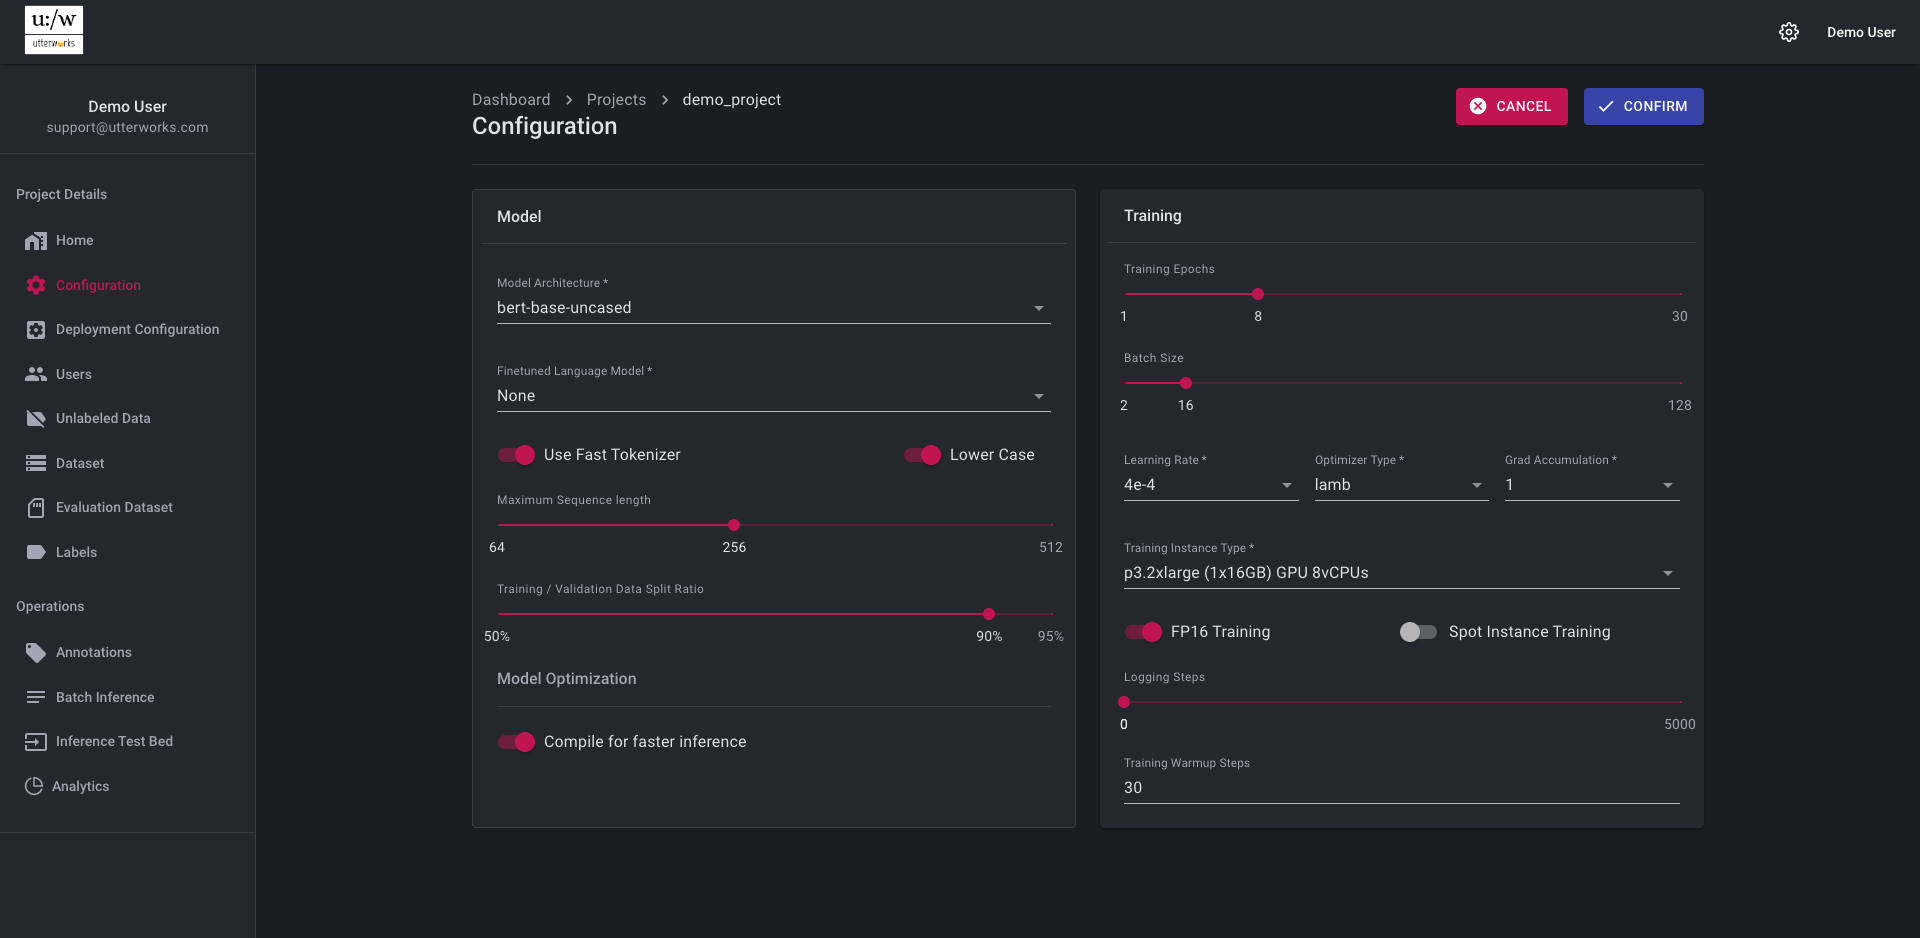 u:/w
utterworks
Demo User
Demo User
support@utterworks.com
Project Details
Home
Configuration
Deployment Configuration
Users
Unlabeled Data
Dataset
Evaluation Dataset
Labels
Operations
Annotations
Batch Inference
Inference Test Bed
Analytics
Dashboard > Projects > demo_project
Configuration
CANCEL
CONFIRM
Model
Model Architecture *
bert-base-uncased
Finetuned Language Model *
None
Use Fast Tokenizer
Lower Case
Maximum Sequence length
64 256 512
Training / Validation Data Split Ratio
50% 90% 95%
Model Optimization
Compile for faster inference
Training
Training Epochs
1 8 30
Batch Size
2 16 128
Learning Rate * Optimizer Type * Grad Accumulation *
4e-4 lamb 1
Training Instance Type *
p3.2xlarge (1x16GB) GPU 8vCPUs
FP16 Training
Spot Instance Training
Logging Steps
0 5000
Training Warmup Steps
30